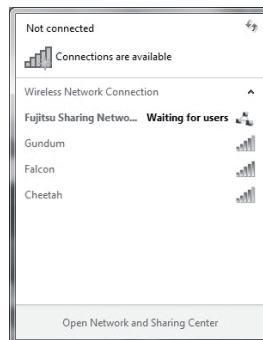 Not connected
Connections are available
Wireless Network Connection
Fujitsu Sharing Netwo... Waiting for users
Gundum
Falcon
Cheetah
Open Network and Sharing Center